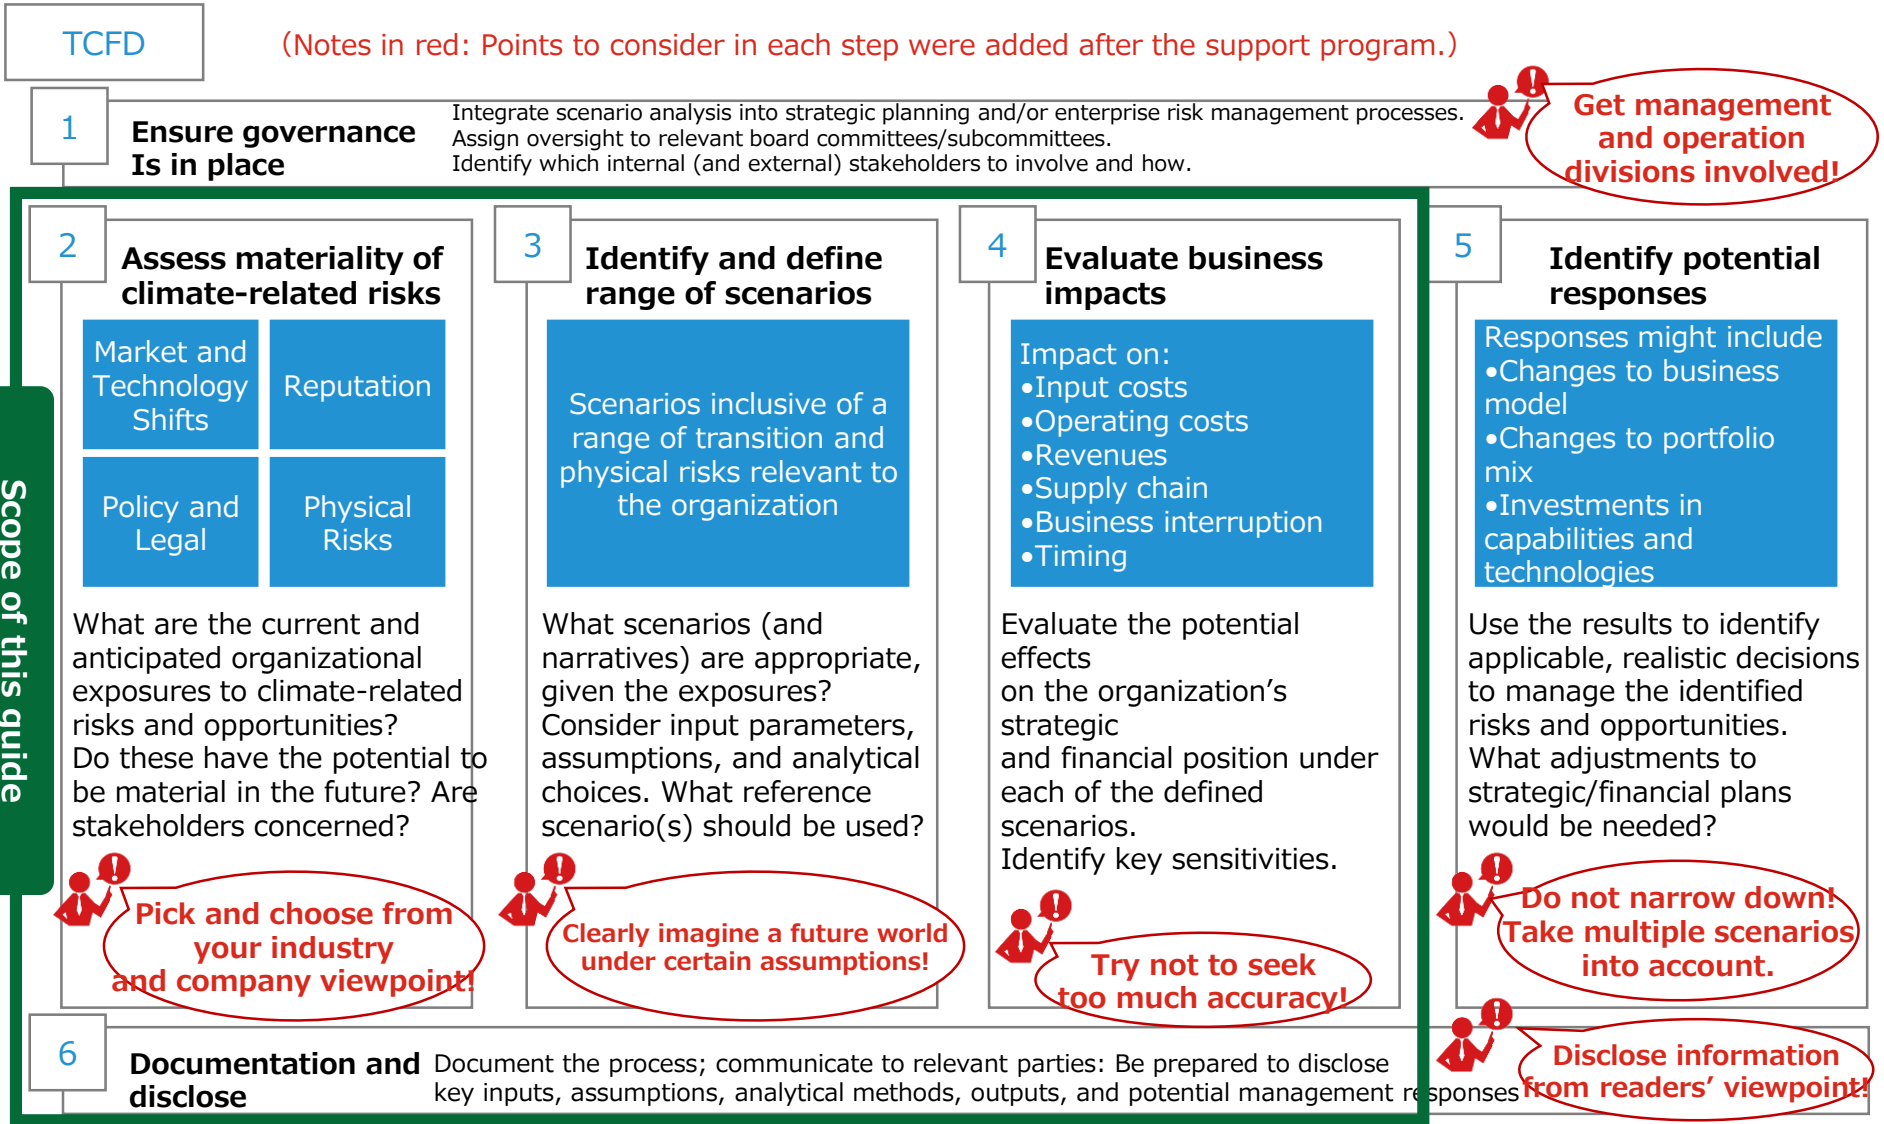 TCFD
(Notes in red: Points to consider in each step were added after the support program.)
1
Ensure governance
Is in place
Integrate scenario analysis into strategic planning and/or enterprise risk management processes.
Assign oversight to relevant board committees/subcommittees.
Identify which internal (and external) stakeholders to involve and how.
Get management
and operation
divisions involved!
Scope of this guide
2
Assess materiality of
climate-related risks
Market and
Technology
Shifts
Reputation
Policy and
Legal
Physical
Risks
What are the current and
anticipated organizational
exposures to climate-related
risks and opportunities?
Do these have the potential to
be material in the future? Are
stakeholders concerned?
Pick and choose from
your industry
and company viewpoint!
3
Identify and define
range of scenarios
Scenarios inclusive of a
range of transition and
physical risks relevant to
the organization
What scenarios (and
narratives) are appropriate,
given the exposures?
Consider input parameters,
assumptions, and analytical
choices. What reference
scenario(s) should be used?
Clearly imagine a future world
under certain assumptions!
4
Evaluate business
impacts
Impact on:
•Input costs
•Operating costs
•Revenues
•Supply chain
•Business interruption
•Timing
Evaluate the potential
effects
on the organization's
strategic
and financial position under
each of the defined
scenarios.
Identify key sensitivities.
Try not to seek
too much accuracy!
5
Identify potential
responses
Responses might include
•Changes to business
model
•Changes to portfolio
mix
•Investments in
capabilities and
technologies
Use the results to identify
applicable, realistic decisions
to manage the identified
risks and opportunities.
What adjustments to
strategic/financial plans
would be needed?
Do not narrow down!
Take multiple scenarios
into account.
6
Documentation and
disclose
Document the process; communicate to relevant parties: Be prepared to disclose
key inputs, assumptions, analytical methods, outputs, and potential management responses
Disclose information
from readers' viewpoint!